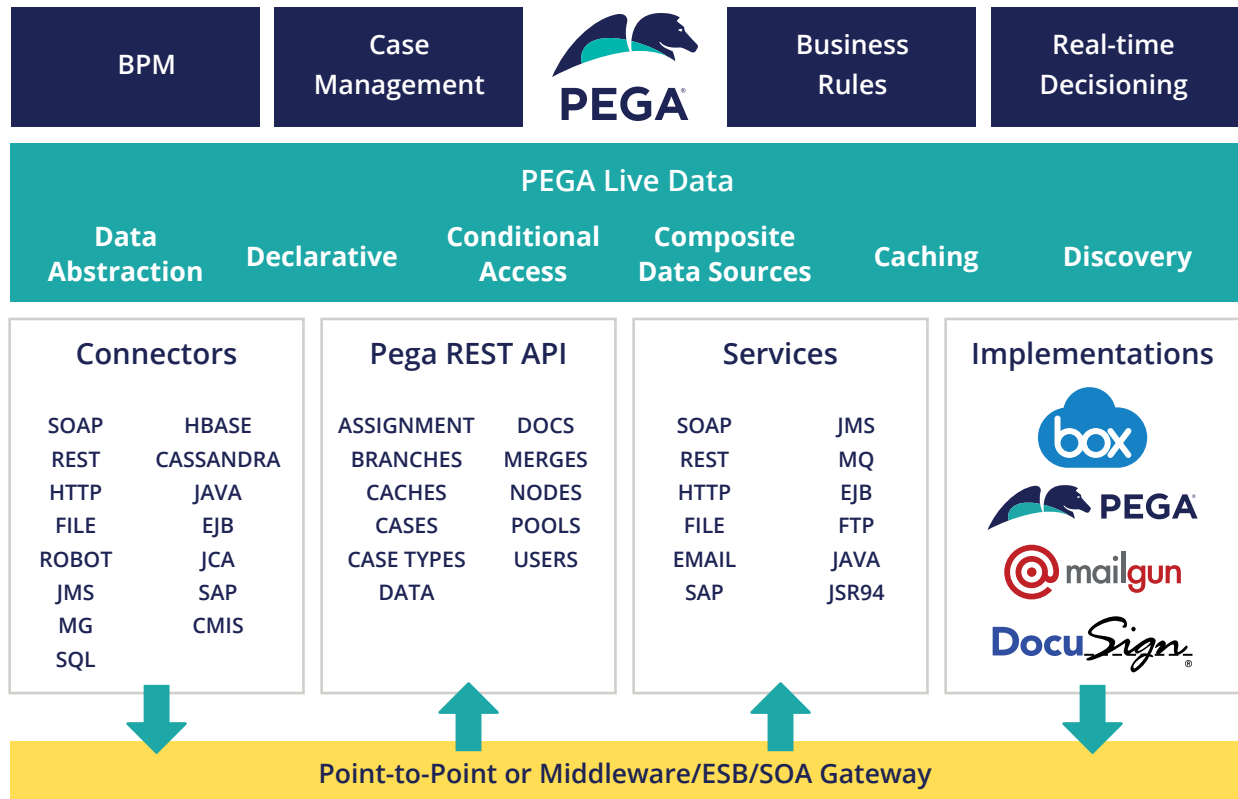 BPM
Case
Management
PEGA
Business
Rules
Real-time
Decisioning
PEGA Live Data
Data
Abstraction
Declarative
Conditional
Access
Composite
Data Sources
Caching
Discovery
Connectors
SOAP HBASE
REST CASSANDRA
HTTP JAVA
FILE EJB
ROBOT JCA
JMS SAP
MG CMIS
SQL
Pega REST API
ASSIGNMENT DOCS
BRANCHES MERGES
CACHES NODES
CASES POOLS
CASE TYPES USERS
DATA
Services
SOAP JMS
REST MQ
HTTP EJB
FILE FTP
EMAIL JAVA
SAP JSR94
Implementations
box
PEGA
@mailgun
DocuSign®
Point-to-Point or Middleware/ESB/SOA Gateway